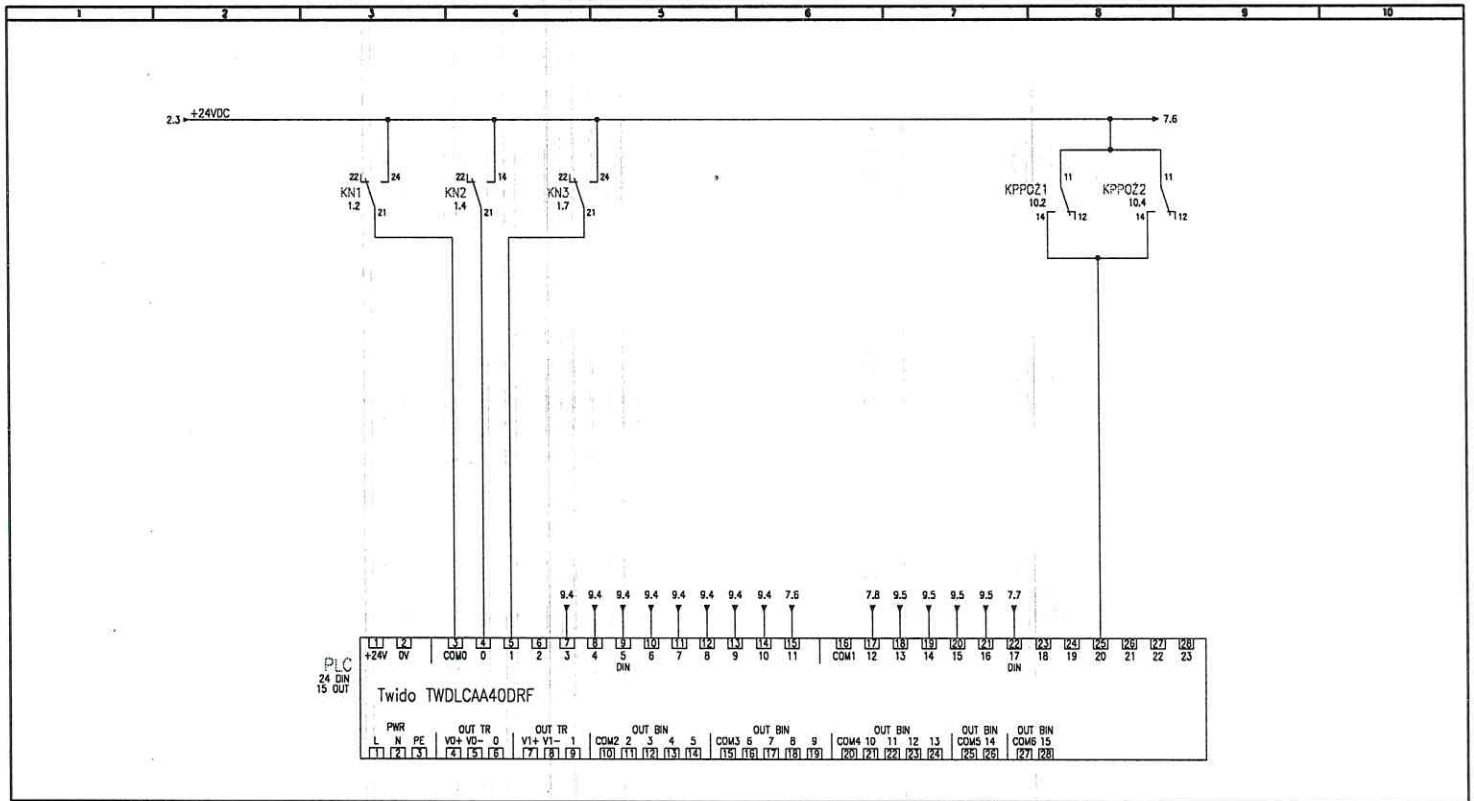 1 2 3 4 5 6 7 8 9 10
2.3 +24VDC 7.6
22 24 22 14 22 24
KN1 KN2 KN3
1.2 1.4 1.7
21 21 21
11 11
KPPOŻ1 KPPOŻ2
10.2 10.4
14 12 14 12
9.4 9.4 9.4 9.4 9.4 9.4 9.4 9.4 7.6 7.8 9.5 9.5 9.5 9.5 7.7
1 2 3 4 5 6 7 8 9 10 11 12 13 14 15 16 17 18 19 20 21 22 23 24 25 26 27 28
+24V 0V COM0 0 1 2 3 4 5 6 7 8 9 10 11 COM1 12 13 14 15 16 17 18 19 20 21 22 23
DIN DIN
PLC
24 DIN
15 OUT
Twido TWDLCAA40DRF
PWR OUT TR OUT TR OUT BIN OUT BIN OUT BIN OUT BIN OUT BIN
L N PE V0+ V0- 0 V1+ V1- 1 COM2 2 3 4 5 COM3 6 7 8 9 COM4 10 11 12 13 COM5 14 COM6 15
1 2 3 4 5 6 7 8 9 10 11 12 13 14 15 16 17 18 19 20 21 22 23 24 25 26 27 28